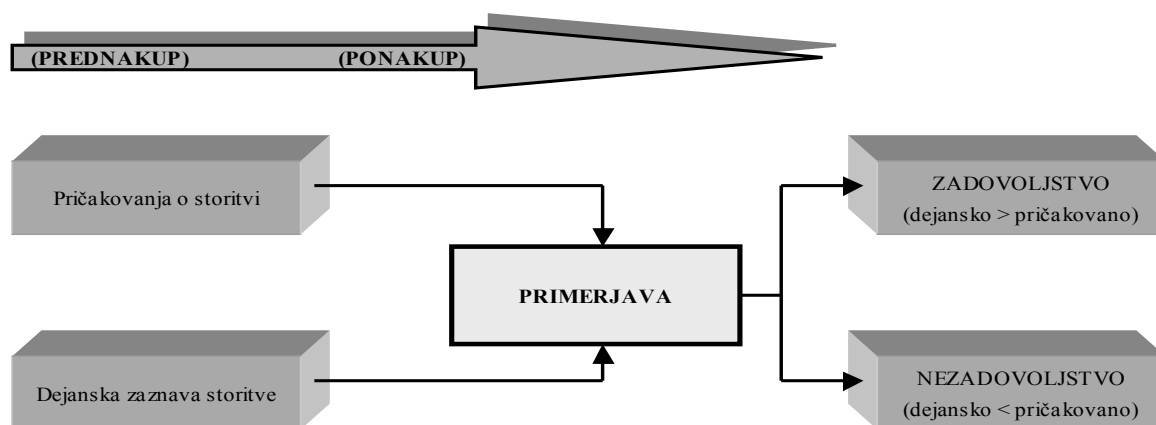 (PREDNAKUP) (PONAKUP)
Pričakovanja o storitvi
ZADOVOLJSTVO
(dejansko > pričakovano)
PRIMERJAVA
Dejanska zaznava storitve
NEZADOVOLJSTVO
(dejansko < pričakovano)